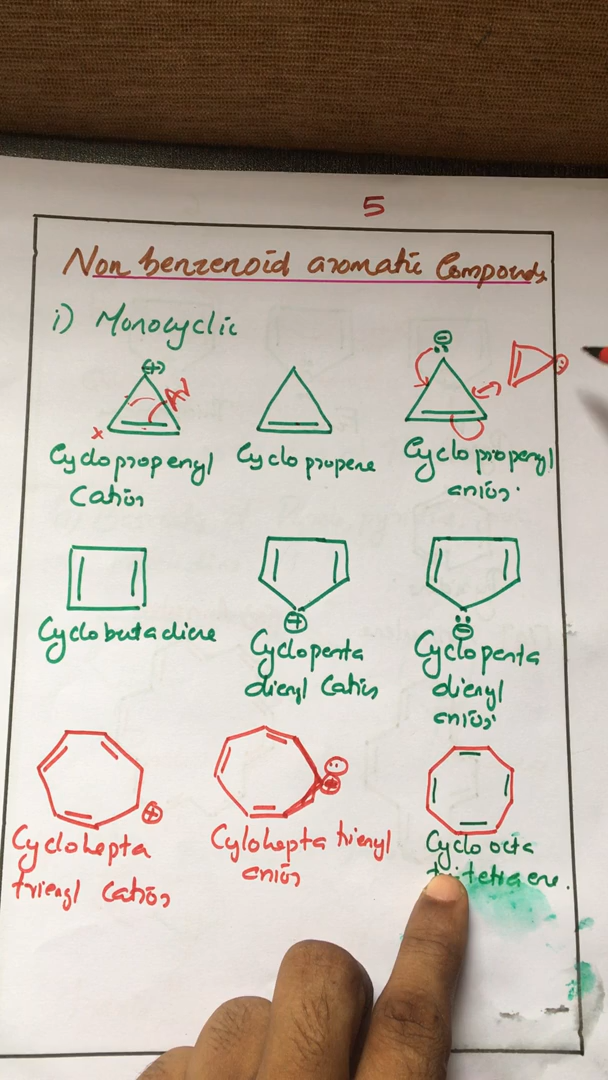 5
Non benzenoid aromatic Compounds
i) Monocyclic
Cyclopropenyl
Cation
Cyclopropene
Cyclopropenyl
anion.
Cyclobutadiene
Cyclopenta
dienyl Cation
Cyclopenta
dienyl
anion
Cyclohepta
trienyl Cation
Cylohepta trienyl
anion
Cyclo octa
tetraene.